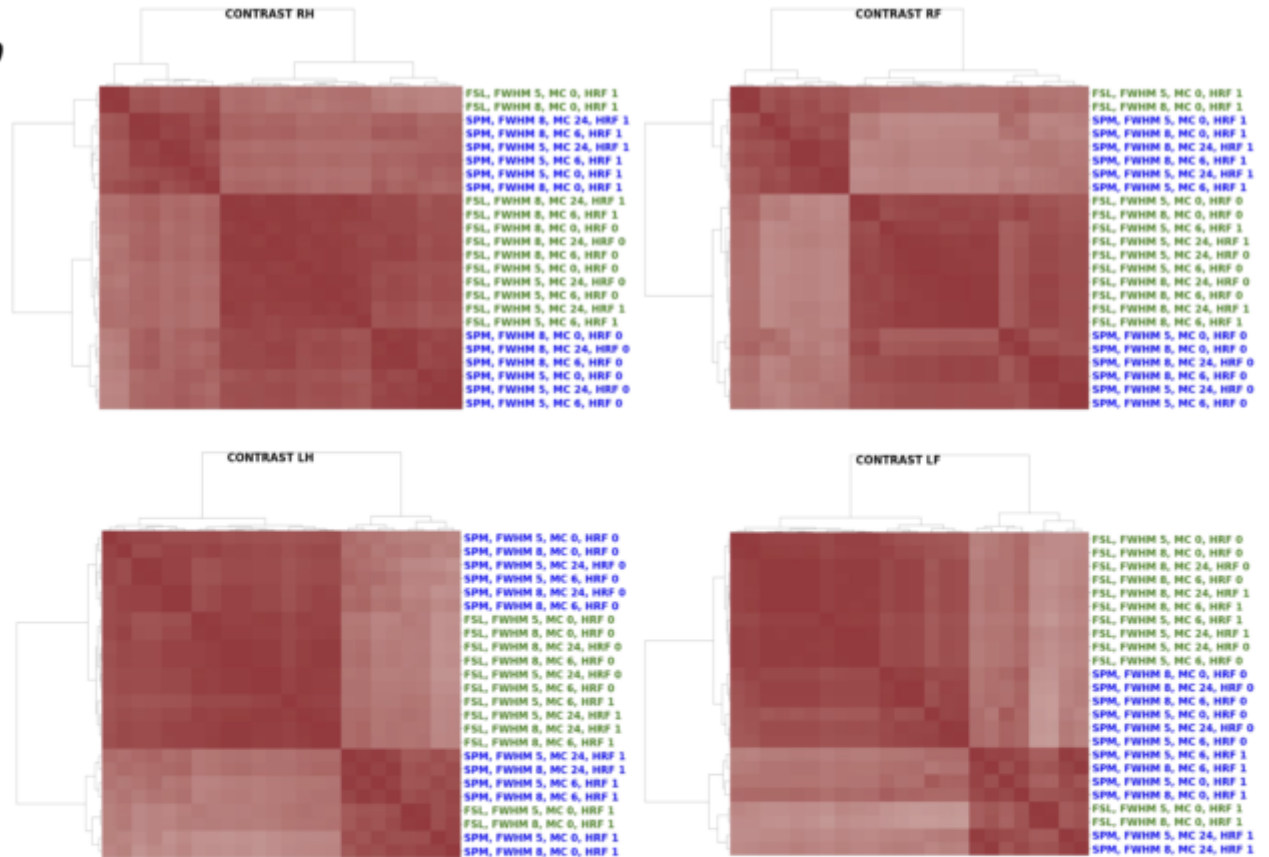 CONTRAST RH
FSL, FWHM 5, MC 0, HRF 1
FSL, FWHM 8, MC 0, HRF 1
SPM, FWHM 8, MC 24, HRF 1
SPM, FWHM 8, MC 6, HRF 1
SPM, FWHM 5, MC 24, HRF 1
SPM, FWHM 5, MC 6, HRF 1
SPM, FWHM 5, MC 0, HRF 1
SPM, FWHM 8, MC 0, HRF 1
FSL, FWHM 8, MC 24, HRF 1
FSL, FWHM 8, MC 6, HRF 1
FSL, FWHM 8, MC 0, HRF 0
FSL, FWHM 8, MC 24, HRF 0
FSL, FWHM 8, MC 6, HRF 0
FSL, FWHM 5, MC 0, HRF 0
FSL, FWHM 5, MC 24, HRF 0
FSL, FWHM 5, MC 6, HRF 0
FSL, FWHM 5, MC 24, HRF 1
FSL, FWHM 5, MC 6, HRF 1
SPM, FWHM 8, MC 0, HRF 0
SPM, FWHM 8, MC 24, HRF 0
SPM, FWHM 8, MC 6, HRF 0
SPM, FWHM 5, MC 0, HRF 0
SPM, FWHM 5, MC 24, HRF 0
SPM, FWHM 5, MC 6, HRF 0
CONTRAST RF
FSL, FWHM 5, MC 0, HRF 1
FSL, FWHM 8, MC 0, HRF 1
SPM, FWHM 5, MC 0, HRF 1
SPM, FWHM 8, MC 0, HRF 1
SPM, FWHM 8, MC 24, HRF 1
SPM, FWHM 8, MC 6, HRF 1
SPM, FWHM 5, MC 24, HRF 1
SPM, FWHM 5, MC 6, HRF 1
FSL, FWHM 5, MC 0, HRF 0
FSL, FWHM 8, MC 0, HRF 0
FSL, FWHM 5, MC 6, HRF 1
FSL, FWHM 5, MC 24, HRF 1
FSL, FWHM 5, MC 24, HRF 0
FSL, FWHM 5, MC 6, HRF 0
FSL, FWHM 8, MC 24, HRF 0
FSL, FWHM 8, MC 6, HRF 0
FSL, FWHM 8, MC 24, HRF 1
FSL, FWHM 8, MC 6, HRF 1
SPM, FWHM 5, MC 0, HRF 0
SPM, FWHM 8, MC 0, HRF 0
SPM, FWHM 8, MC 24, HRF 0
SPM, FWHM 8, MC 6, HRF 0
SPM, FWHM 5, MC 24, HRF 0
SPM, FWHM 5, MC 6, HRF 0
CONTRAST LH
SPM, FWHM 5, MC 0, HRF 0
SPM, FWHM 8, MC 0, HRF 0
SPM, FWHM 5, MC 24, HRF 0
SPM, FWHM 5, MC 6, HRF 0
SPM, FWHM 8, MC 24, HRF 0
SPM, FWHM 8, MC 6, HRF 0
FSL, FWHM 5, MC 0, HRF 0
FSL, FWHM 8, MC 0, HRF 0
FSL, FWHM 8, MC 24, HRF 0
FSL, FWHM 8, MC 6, HRF 0
FSL, FWHM 5, MC 24, HRF 0
FSL, FWHM 5, MC 6, HRF 0
FSL, FWHM 5, MC 6, HRF 1
FSL, FWHM 5, MC 24, HRF 1
FSL, FWHM 8, MC 24, HRF 1
FSL, FWHM 8, MC 6, HRF 1
SPM, FWHM 5, MC 24, HRF 1
SPM, FWHM 8, MC 24, HRF 1
SPM, FWHM 5, MC 6, HRF 1
SPM, FWHM 8, MC 6, HRF 1
FSL, FWHM 5, MC 0, HRF 1
FSL, FWHM 8, MC 0, HRF 1
SPM, FWHM 5, MC 0, HRF 1
SPM, FWHM 8, MC 0, HRF 1
CONTRAST LF
FSL, FWHM 5, MC 0, HRF 0
FSL, FWHM 8, MC 0, HRF 0
FSL, FWHM 8, MC 24, HRF 0
FSL, FWHM 8, MC 6, HRF 0
FSL, FWHM 8, MC 24, HRF 1
FSL, FWHM 8, MC 6, HRF 1
FSL, FWHM 5, MC 6, HRF 1
FSL, FWHM 5, MC 24, HRF 1
FSL, FWHM 5, MC 24, HRF 0
FSL, FWHM 5, MC 6, HRF 0
SPM, FWHM 8, MC 0, HRF 0
SPM, FWHM 8, MC 24, HRF 0
SPM, FWHM 8, MC 6, HRF 0
SPM, FWHM 5, MC 0, HRF 0
SPM, FWHM 5, MC 24, HRF 0
SPM, FWHM 5, MC 6, HRF 0
SPM, FWHM 5, MC 6, HRF 1
SPM, FWHM 8, MC 6, HRF 1
SPM, FWHM 5, MC 0, HRF 1
SPM, FWHM 8, MC 0, HRF 1
FSL, FWHM 5, MC 0, HRF 1
FSL, FWHM 8, MC 0, HRF 1
SPM, FWHM 5, MC 24, HRF 1
SPM, FWHM 8, MC 24, HRF 1